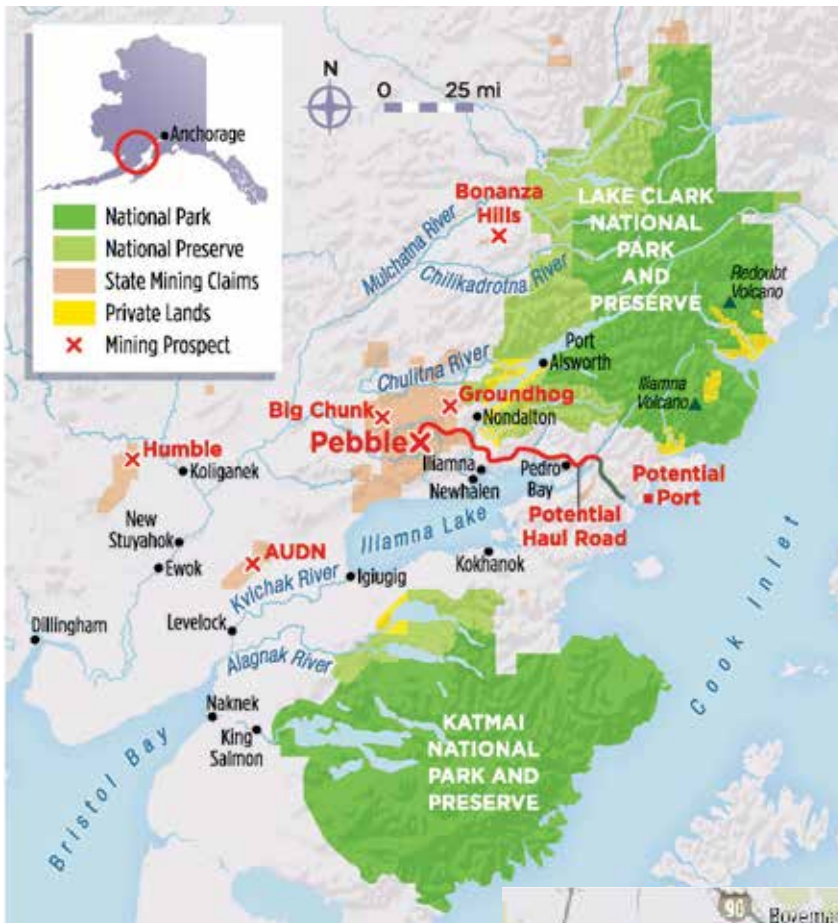 N
0 25 mi
Anchorage
National Park
National Preserve
State Mining Claims
Private Lands
Mining Prospect
Bonanza
Hills
LAKE CLARK
NATIONAL
PARK
AND
PRESERVE
Mulchatna River
Chilikadrotna River
Redoubt
Volcano
Port
Alsworth
Chulitna River
Iliamna
Volcano
Big Chunk
Groundhog
Nondalton
Pebble
Humble
Koliganek
Iliamna
Newhalen
Pedro
Bay
Potential
Port
Potential
Haul Road
New
Stuyahok
Ewok
AUDN
Iliamna Lake
Kvichak River
Igiugig
Kokhanok
Dillingham
Levelock
Alagnak River
Cook Inlet
Naknek
King
Salmon
KATMAI
NATIONAL
PARK AND
PRESERVE
Bristol Bay
90